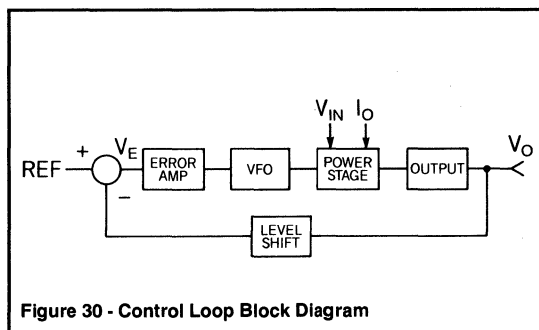 V_IN I_O
REF + V_E ERROR AMP VFO POWER STAGE OUTPUT V_O
−
LEVEL SHIFT
Figure 30 - Control Loop Block Diagram